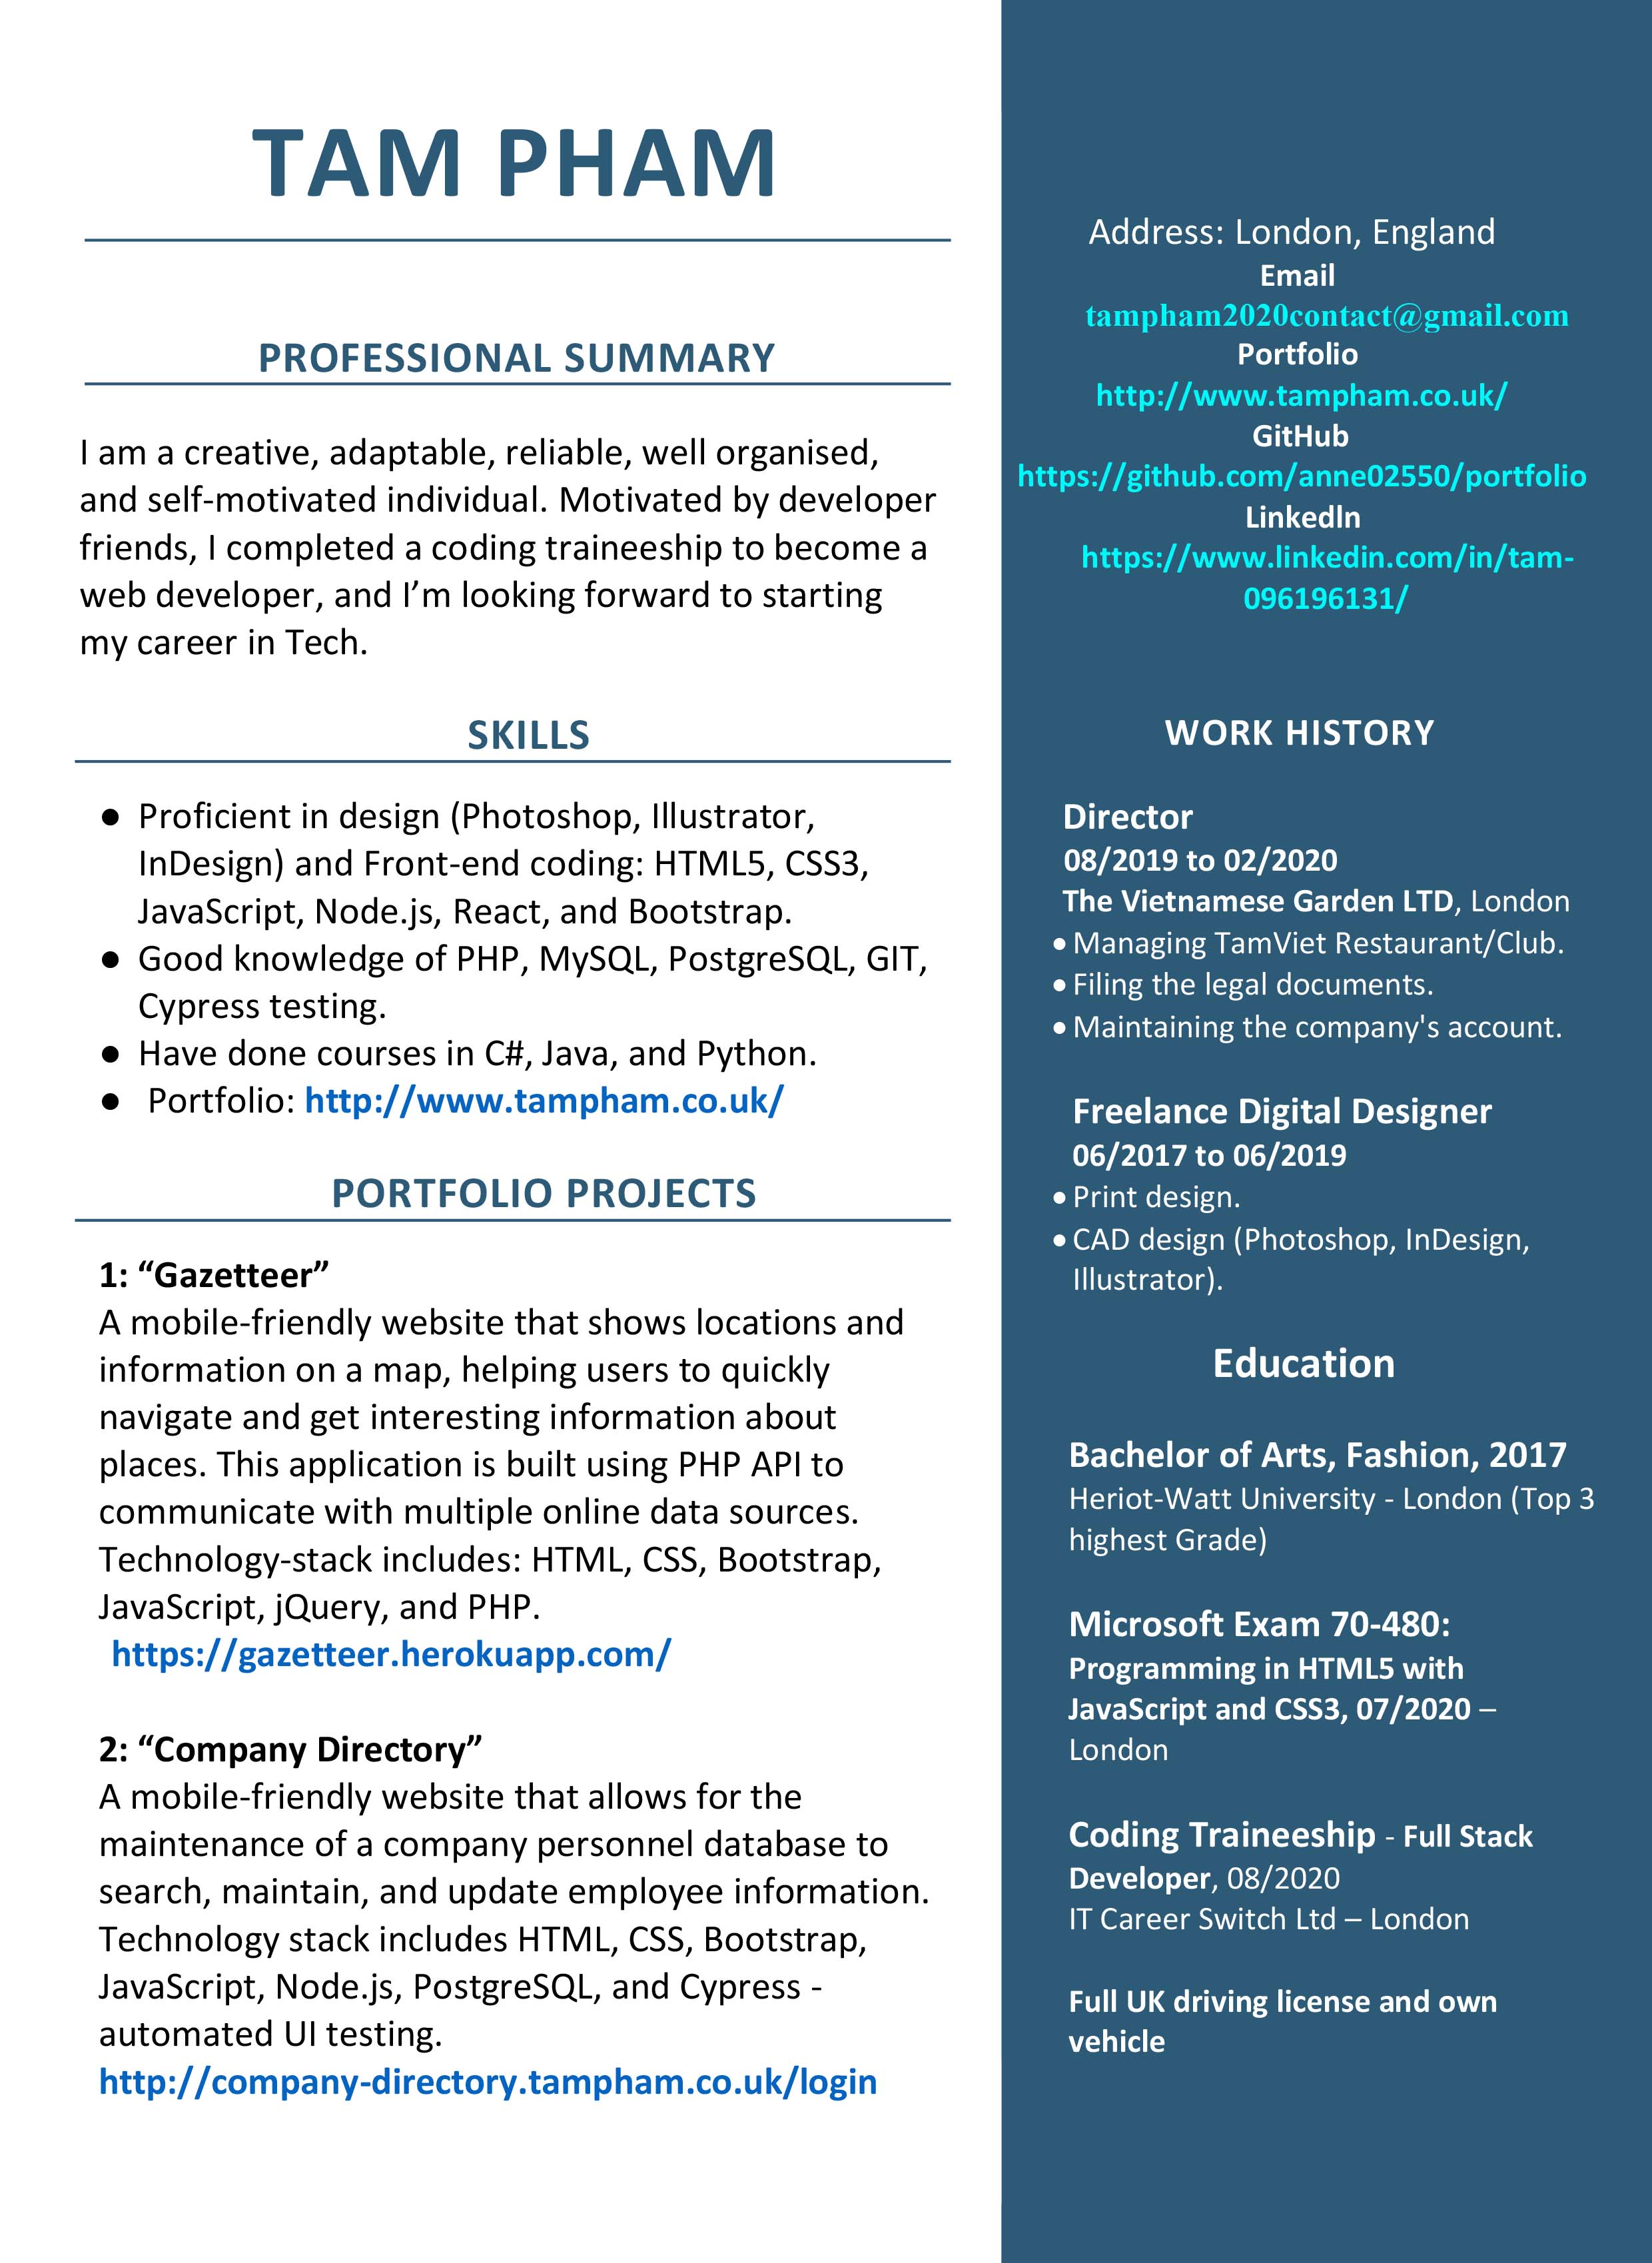 TAM PHAM
PROFESSIONAL SUMMARY
I am a creative, adaptable, reliable, well organised,
and self-motivated individual. Motivated by developer
friends, I completed a coding traineeship to become a
web developer, and I’m looking forward to starting
my career in Tech.
SKILLS
● Proficient in design (Photoshop, Illustrator,
InDesign) and Front-end coding: HTML5, CSS3,
JavaScript, Node.js, React, and Bootstrap.
● Good knowledge of PHP, MySQL, PostgreSQL, GIT,
Cypress testing.
● Have done courses in C#, Java, and Python.
● Portfolio: http://www.tampham.co.uk/
PORTFOLIO PROJECTS
1: “Gazetteer”
A mobile-friendly website that shows locations and
information on a map, helping users to quickly
navigate and get interesting information about
places. This application is built using PHP API to
communicate with multiple online data sources.
Technology-stack includes: HTML, CSS, Bootstrap,
JavaScript, jQuery, and PHP.
https://gazetteer.herokuapp.com/
2: “Company Directory”
A mobile-friendly website that allows for the
maintenance of a company personnel database to
search, maintain, and update employee information.
Technology stack includes HTML, CSS, Bootstrap,
JavaScript, Node.js, PostgreSQL, and Cypress -
automated UI testing.
http://company-directory.tampham.co.uk/login
Address: London, England
Email
tampham2020contact@gmail.com
Portfolio
http://www.tampham.co.uk/
GitHub
https://github.com/anne02550/portfolio
Linkedln
https://www.linkedin.com/in/tam-
096196131/
WORK HISTORY
Director
08/2019 to 02/2020
The Vietnamese Garden LTD, London
• Managing TamViet Restaurant/Club.
• Filing the legal documents.
• Maintaining the company's account.
Freelance Digital Designer
06/2017 to 06/2019
• Print design.
• CAD design (Photoshop, InDesign,
Illustrator).
Education
Bachelor of Arts, Fashion, 2017
Heriot-Watt University - London (Top 3
highest Grade)
Microsoft Exam 70-480:
Programming in HTML5 with
JavaScript and CSS3, 07/2020 –
London
Coding Traineeship - Full Stack
Developer, 08/2020
IT Career Switch Ltd – London
Full UK driving license and own
vehicle